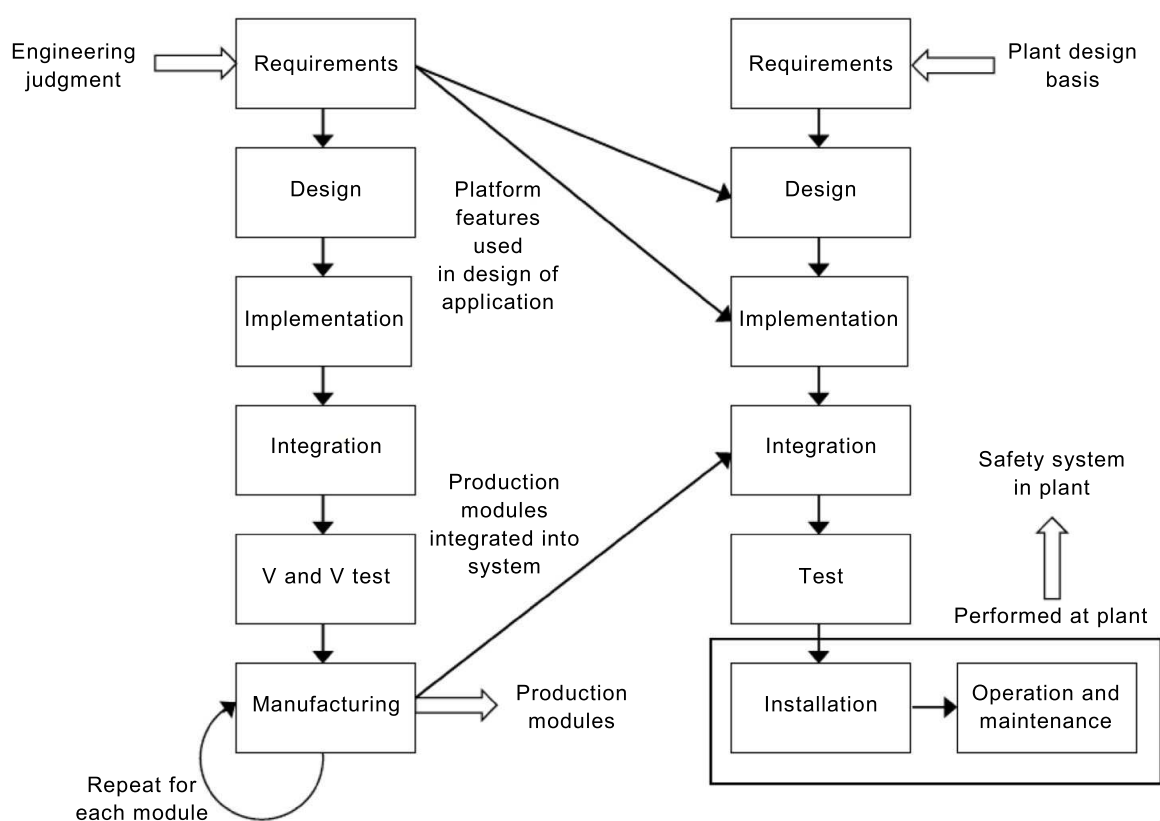 Engineering
judgment
Requirements
Requirements
Plant design
basis
Design
Platform
features
used
in design of
application
Design
Implementation
Implementation
Integration
Production
modules
integrated into
system
Integration
Safety system
in plant
V and V test
Test
Performed at plant
Manufacturing
Production
modules
Installation
Operation and
maintenance
Repeat for
each module